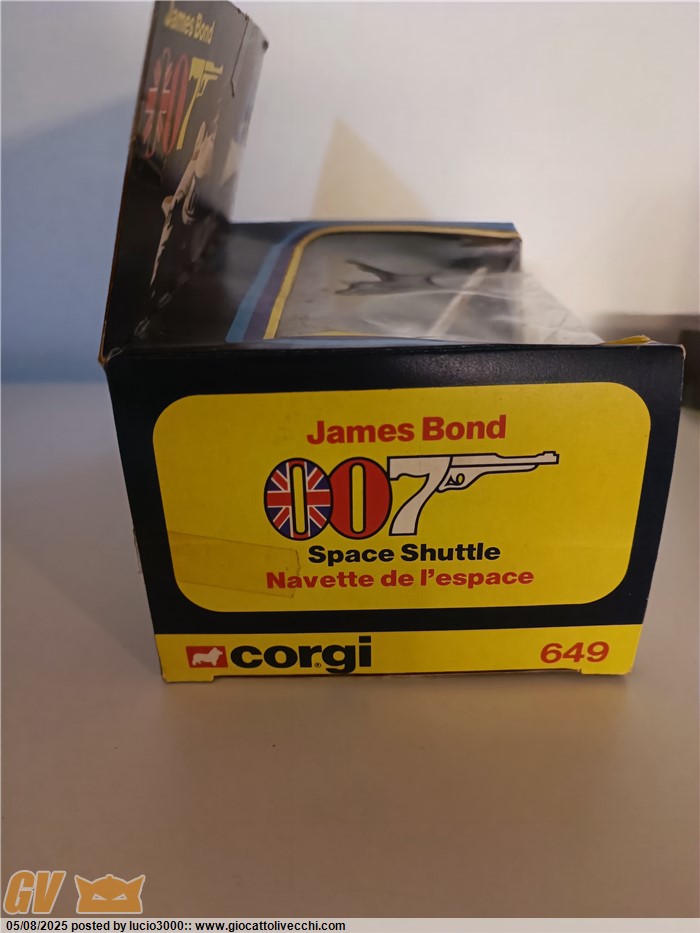 James Bond
007
James Bond
007
Space Shuttle
Navette de l'espace
corgi
649
GV
05/08/2025 posted by lucio3000:: www.giocattolivecchi.com